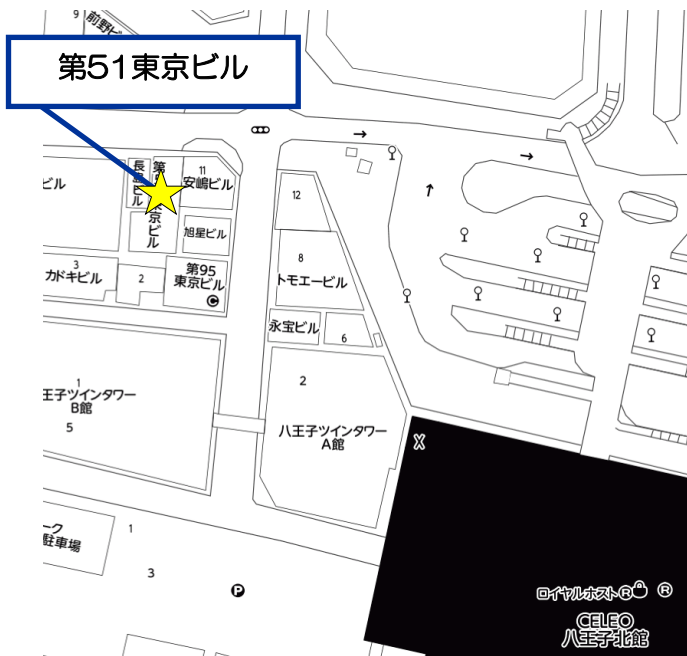 9
前野ビ
第51東京ビル
ビル
長嶋ビル
第
京ビル
11
安嶋ビル
旭星ビル
12
3
カドキビル
2
第95
東京ビル
C
8
トモエービル
永宝ビル
6
1
王子ツインタワー
B館
5
2
八王子ツインタワー
A館
X
ーク
駐車場
1
3
P
ロイヤルホスト R R
CELEO
八王子北館